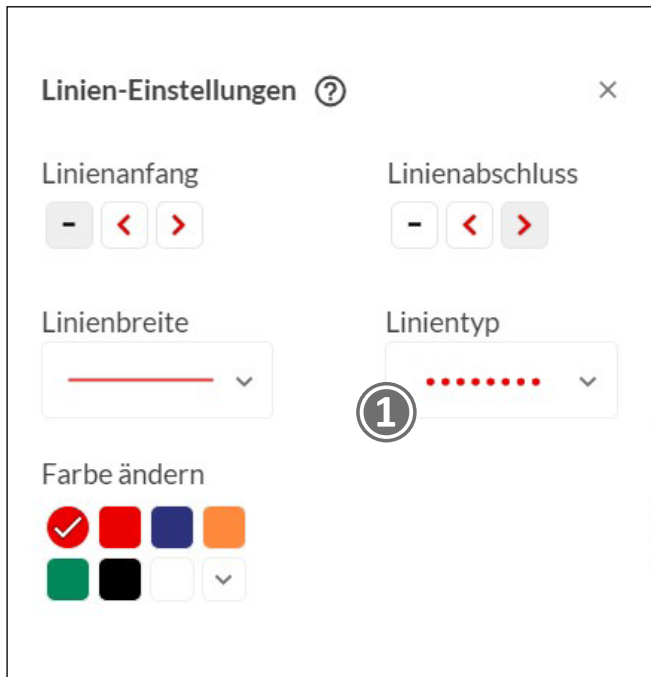 Linien-Einstellungen ?
Linienanfang Linienabschluss
Linienbreite Linientyp
1
Farbe ändern